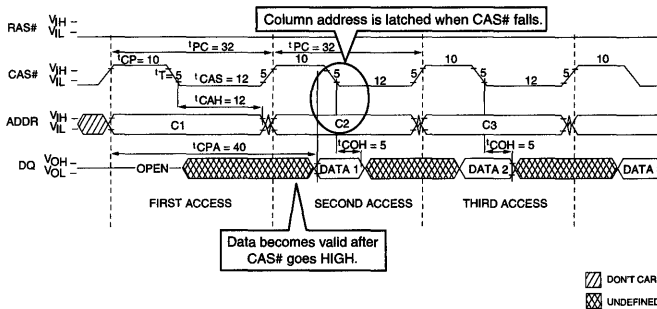 Column address is latched when CAS# falls.
RAS# VIH VIL
tPC = 32 tPC = 32
tCP = 10 10 10 10
CAS# VIH VIL tT= 5 tCAS = 12 5 5 12 5 5 12 5
tCAH = 12
ADDR VIH VIL C1 C2 C3
tCPA = 40 tCOH = 5 tCOH = 5
DQ VOH VOL OPEN DATA 1 DATA 2 DATA
FIRST ACCESS SECOND ACCESS THIRD ACCESS
Data becomes valid after
CAS# goes HIGH.
DON'T CAR
UNDEFINED